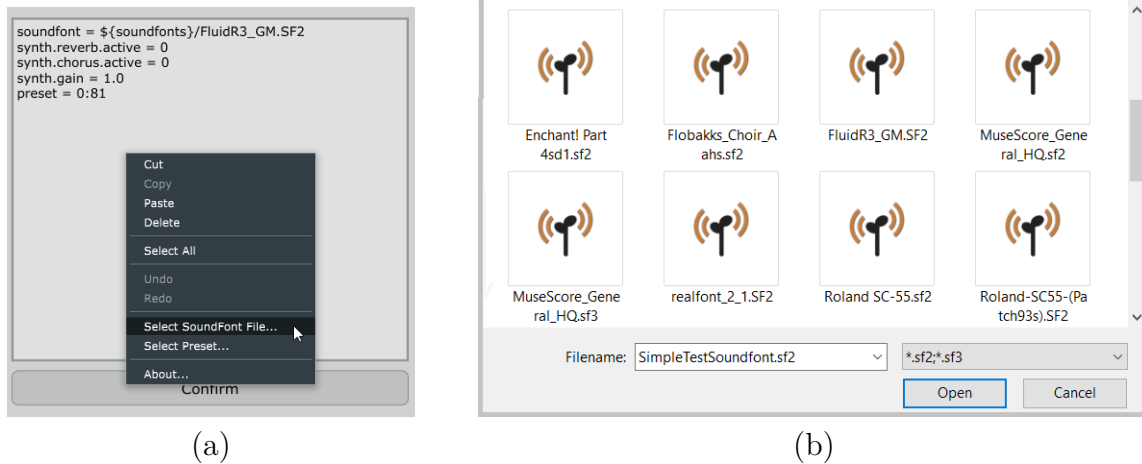 soundfont = ${soundfonts}/FluidR3_GM.SF2
synth.reverb.active = 0
synth.chorus.active = 0
synth.gain = 1.0
preset = 0:81
Cut
Copy
Paste
Delete
Select All
Undo
Redo
Select SoundFont File...
Select Preset...
About...
Confirm
(a)
Enchant! Part
4sd1.sf2
Flobakks_Choir_A
ahs.sf2
FluidR3_GM.SF2
MuseScore_Gene
ral_HQ.sf2
MuseScore_Gene
ral_HQ.sf3
realfont_2_1.SF2
Roland SC-55.sf2
Roland-SC55-(Pa
tch93s).SF2
Filename:
SimpleTestSoundfont.sf2
*.sf2;*.sf3
Open
Cancel
(b)